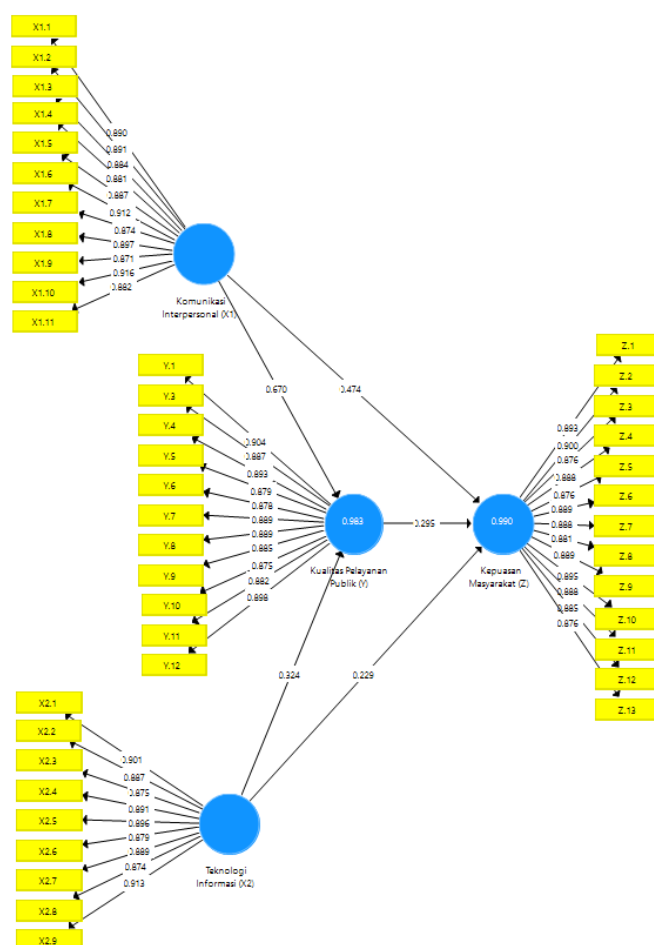 X1.1
X1.2
X1.3
X1.4
X1.5
X1.6
X1.7
X1.8
X1.9
X1.10
X1.11
0.890
0.891
0.884
0.881
0.887
0.912
0.874
0.897
0.871
0.916
0.882
Komunikasi
Interpersonal (X1)
0.670
0.474
Y.1
Y.3
Y.4
Y.5
Y.6
Y.7
Y.8
Y.9
Y.10
Y.11
Y.12
0.904
0.887
0.893
0.879
0.878
0.889
0.889
0.885
0.875
0.882
0.898
0.983
Kualitas Pelayanan
Publik (Y)
0.295
0.990
Kepuasan
Masyarakat (Z)
0.893
0.900
0.876
0.888
0.876
0.889
0.888
0.881
0.889
0.895
0.888
0.885
0.876
Z.1
Z.2
Z.3
Z.4
Z.5
Z.6
Z.7
Z.8
Z.9
Z.10
Z.11
Z.12
Z.13
0.324
0.229
X2.1
X2.2
X2.3
X2.4
X2.5
X2.6
X2.7
X2.8
X2.9
0.901
0.887
0.875
0.891
0.896
0.879
0.889
0.874
0.913
Teknologi
Informasi (X2)